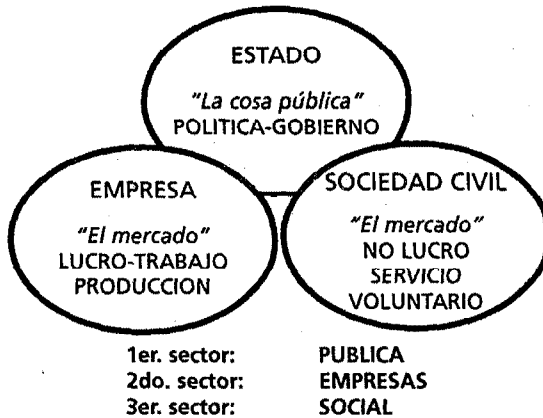 ESTADO
"La cosa pública"
POLITICA-GOBIERNO
EMPRESA
"El mercado"
LUCRO-TRABAJO
PRODUCCION
SOCIEDAD CIVIL
"El mercado"
NO LUCRO
SERVICIO
VOLUNTARIO
1er. sector: PUBLICA
2do. sector: EMPRESAS
3er. sector: SOCIAL